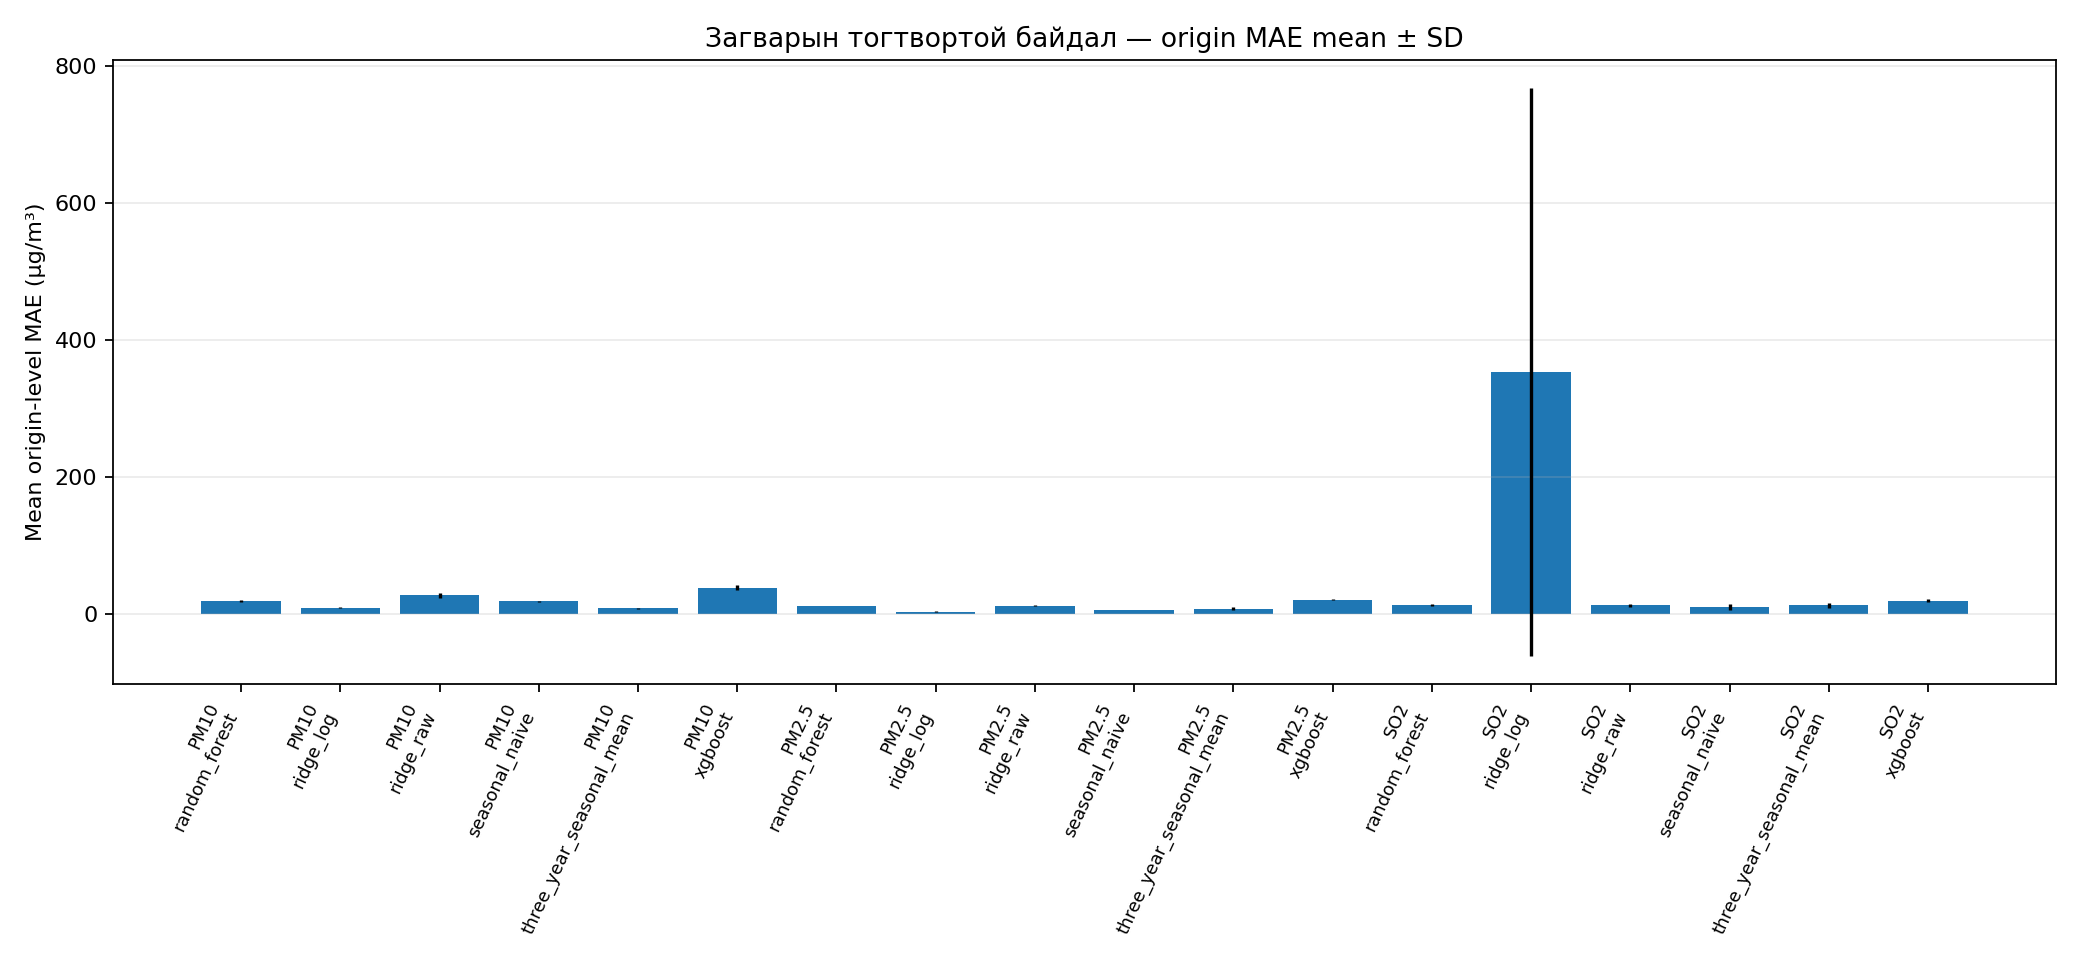 Загварын тогтвортой байдал — origin MAE mean ± SD
Mean origin-level MAE (µg/m³)
800
600
400
200
0
PM10
random_forest
PM10
ridge_log
PM10
ridge_raw
PM10
seasonal_naive
PM10
three_year_seasonal_mean
PM10
xgboost
PM2.5
random_forest
PM2.5
ridge_log
PM2.5
ridge_raw
PM2.5
seasonal_naive
PM2.5
three_year_seasonal_mean
PM2.5
xgboost
SO2
random_forest
SO2
ridge_log
SO2
ridge_raw
SO2
seasonal_naive
SO2
three_year_seasonal_mean
SO2
xgboost